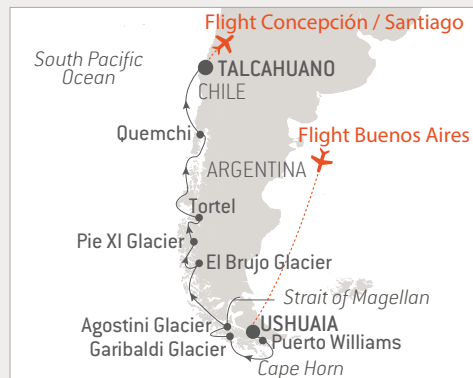 Flight Concepción / Santiago
South Pacific
Ocean
TALCAHUANO
CHILE
Quemchi
Flight Buenos Aires
ARGENTINA
Tortel
Pie XI Glacier
El Brujo Glacier
Strait of Magellan
Agostini Glacier
USHUAIA
Garibaldi Glacier
Puerto Williams
Cape Horn